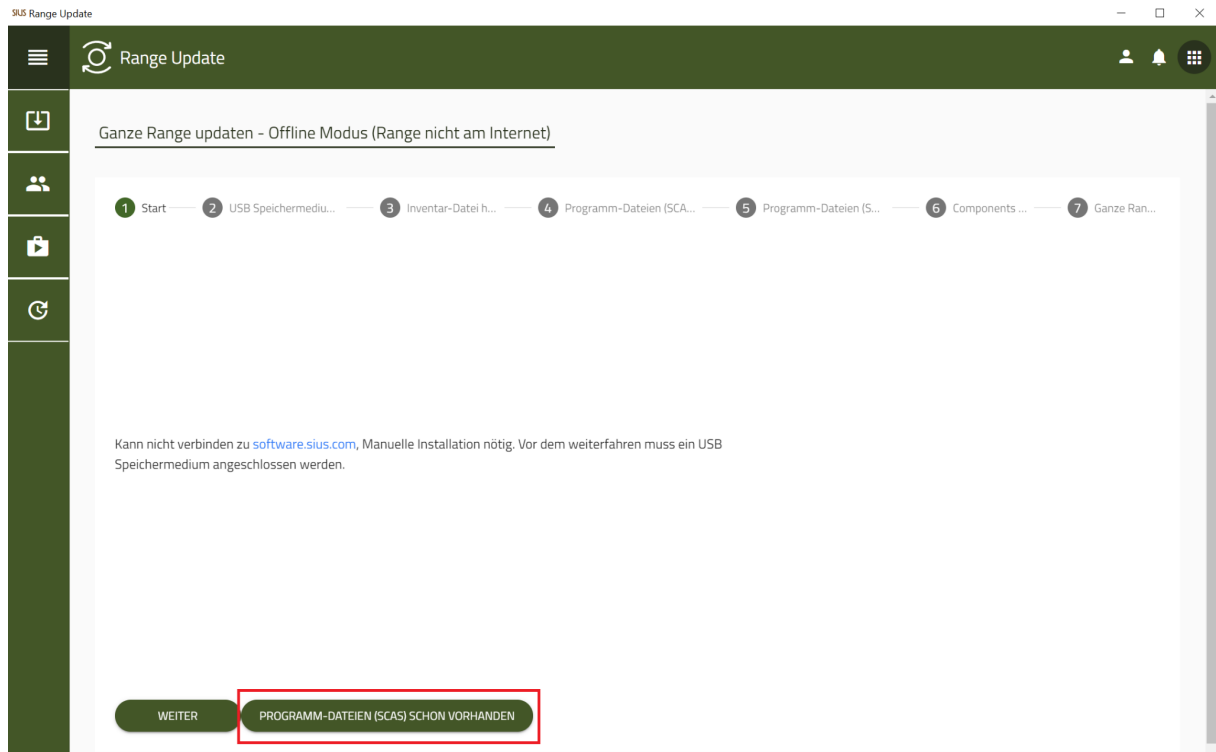 SIUS Range Update
Range Update
Ganze Range updaten - Offline Modus (Range nicht am Internet)
1 Start 2 USB Speichermediu... 3 Inventar-Datei h... 4 Programm-Dateien (SCA... 5 Programm-Dateien (S... 6 Components ... 7 Ganze Ran...
Kann nicht verbinden zu software.sius.com, Manuelle Installation nötig. Vor dem weiterfahren muss ein USB
Speichermedium angeschlossen werden.
WEITER PROGRAMM-DATEIEN (SCAS) SCHON VORHANDEN